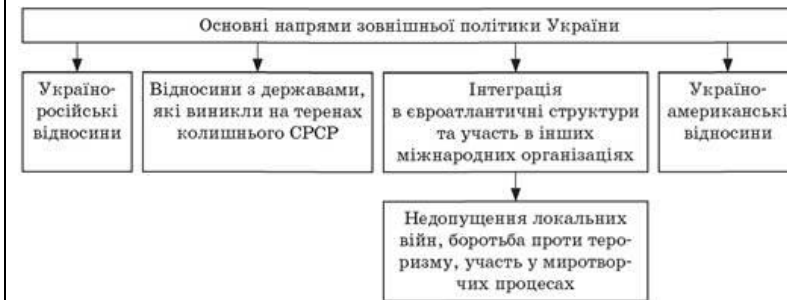 Основні напрями зовнішньої політики України
Україно-
російські
відносини
Відносини з державами,
які виникли на теренах
колишнього СРСР
Інтеграція
в євроатлантичні структури
та участь в інших
міжнародних організаціях
Україно-
американські
відносини
Недопущення локальних
війн, боротьба проти теро-
ризму, участь у миротвор-
чих процесах